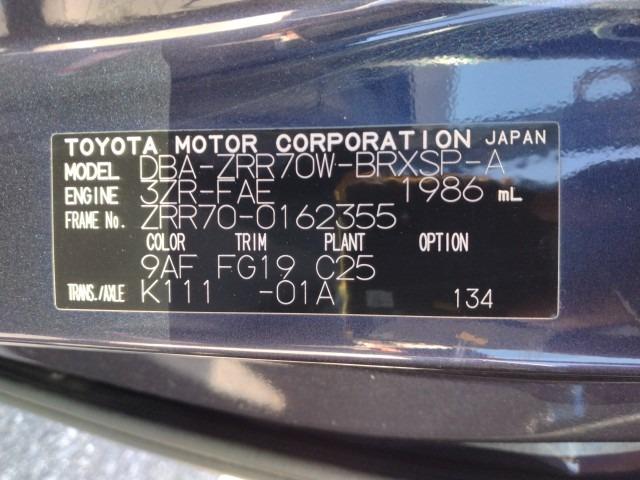 TOYOTA MOTOR CORPORATION JAPAN
MODEL DBA-ZRR70W-BRXSP-A
ENGINE 3ZR-FAE 1986 mL
FRAME No. ZRR70-0162355
COLOR TRIM PLANT OPTION
9AF FG19 C25
TRANS./AXLE K111 -01A 134